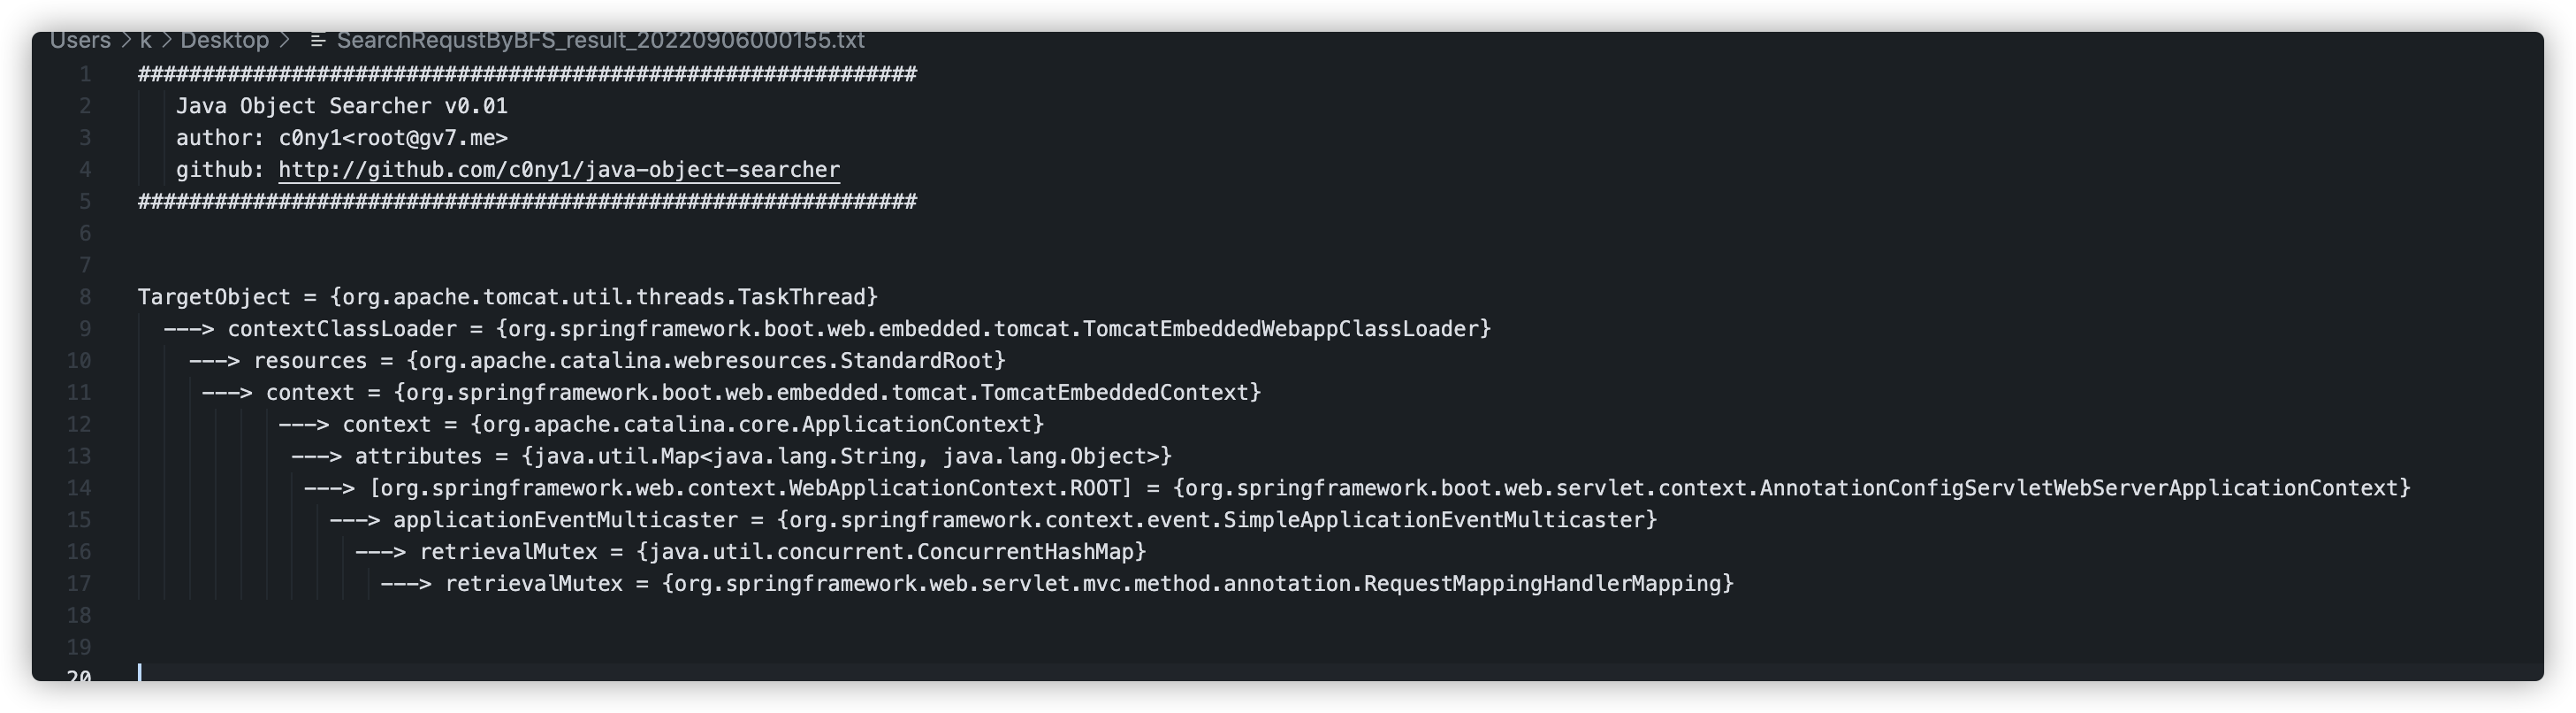 Users > k > Desktop > SearchRequstByBFS_result_20220906000155.txt
1 #############################################################
2 Java Object Searcher v0.01
3 author: c0ny1<root@gv7.me>
4 github: http://github.com/c0ny1/java-object-searcher
5 #############################################################
6
7
8 TargetObject = {org.apache.tomcat.util.threads.TaskThread}
9 ---> contextClassLoader = {org.springframework.boot.web.embedded.tomcat.TomcatEmbeddedWebappClassLoader}
10 ---> resources = {org.apache.catalina.webresources.StandardRoot}
11 ---> context = {org.springframework.boot.web.embedded.tomcat.TomcatEmbeddedContext}
12 ---> context = {org.apache.catalina.core.ApplicationContext}
13 ---> attributes = {java.util.Map<java.lang.String, java.lang.Object>}
14 ---> [org.springframework.web.context.WebApplicationContext.ROOT] = {org.springframework.boot.web.servlet.context.AnnotationConfigServletWebServerApplicationContext}
15 ---> applicationEventMulticaster = {org.springframework.context.event.SimpleApplicationEventMulticaster}
16 ---> retrievalMutex = {java.util.concurrent.ConcurrentHashMap}
17 ---> retrievalMutex = {org.springframework.web.servlet.mvc.method.annotation.RequestMappingHandlerMapping}
18
19
20